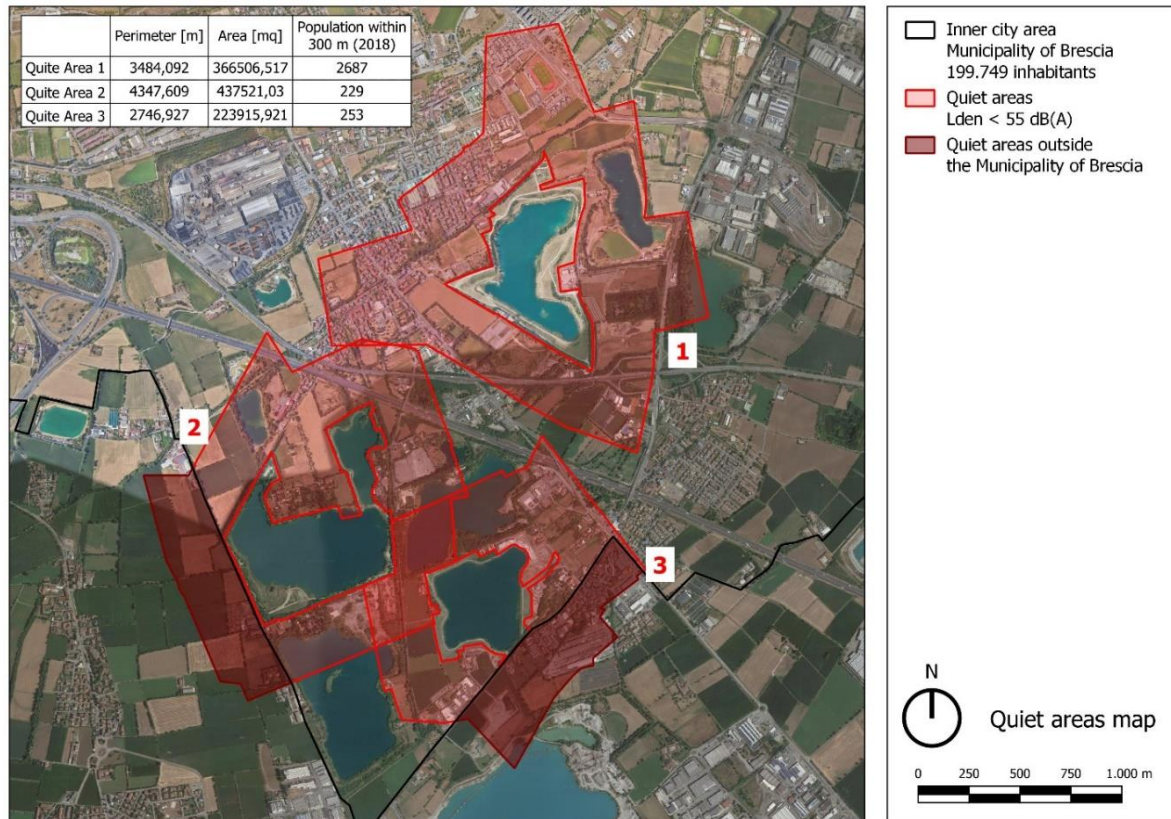 Perimeter [m] Area [mq] Population within
300 m (2018)
Quite Area 1 3484,092 366506,517 2687
Quite Area 2 4347,609 437521,03 229
Quite Area 3 2746,927 223915,921 253
1
2
3
Inner city area
Municipality of Brescia
199.749 inhabitants
Quiet areas
Lden < 55 dB(A)
Quiet areas outside
the Municipality of Brescia
N
Quiet areas map
0 250 500 750 1.000 m